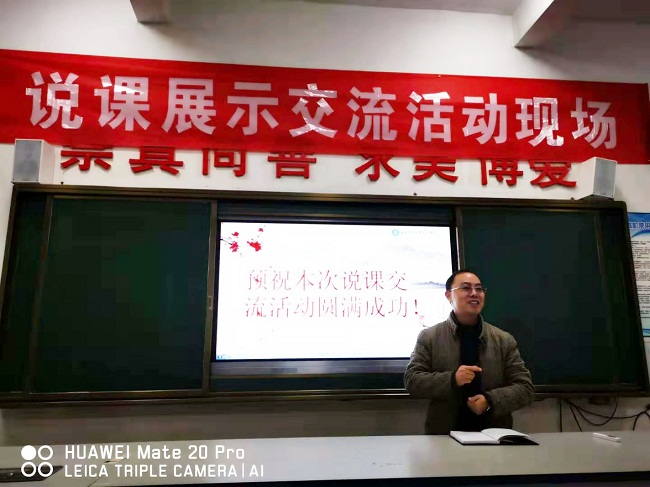 说课展示交流活动现场
崇真向善 求美博爱
预祝本次说课交
流活动圆满成功!
HUAWEI Mate 20 Pro
LEICA TRIPLE CAMERA | AI